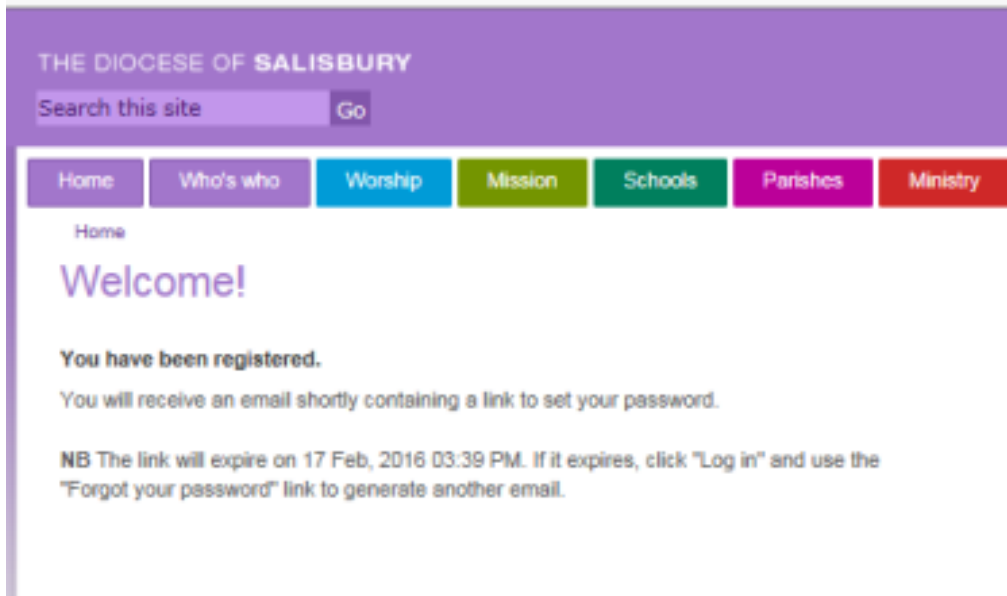 THE DIOCESE OF SALISBURY
Search this site Go
Home Who's who Worship Mission Schools Parishes Ministry
Home
Welcome!
You have been registered.
You will receive an email shortly containing a link to set your password.
NB The link will expire on 17 Feb, 2016 03:39 PM. If it expires, click "Log in" and use the
"Forgot your password" link to generate another email.